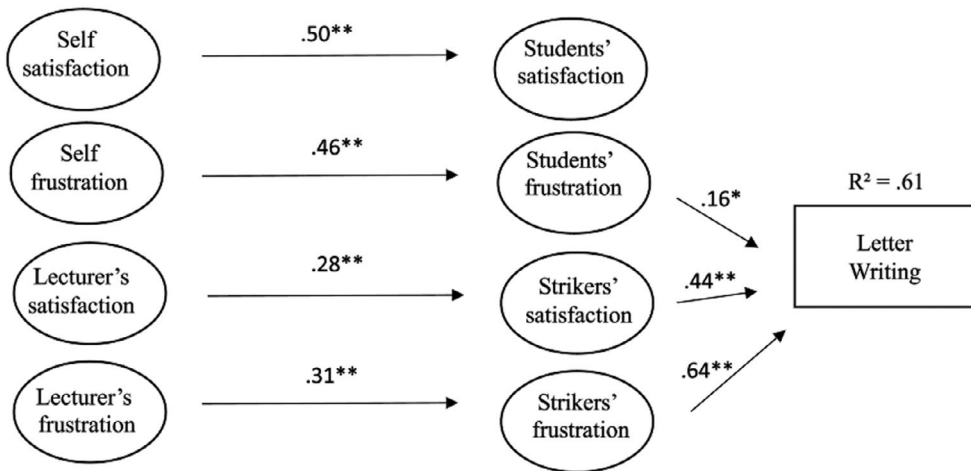 Self
satisfaction
.50**
Students’
satisfaction
Self
frustration
.46**
Students’
frustration
.16*
R² = .61
Letter
Writing
Lecturer’s
satisfaction
.28**
Strikers’
satisfaction
.44**
Lecturer’s
frustration
.31**
Strikers’
frustration
.64**